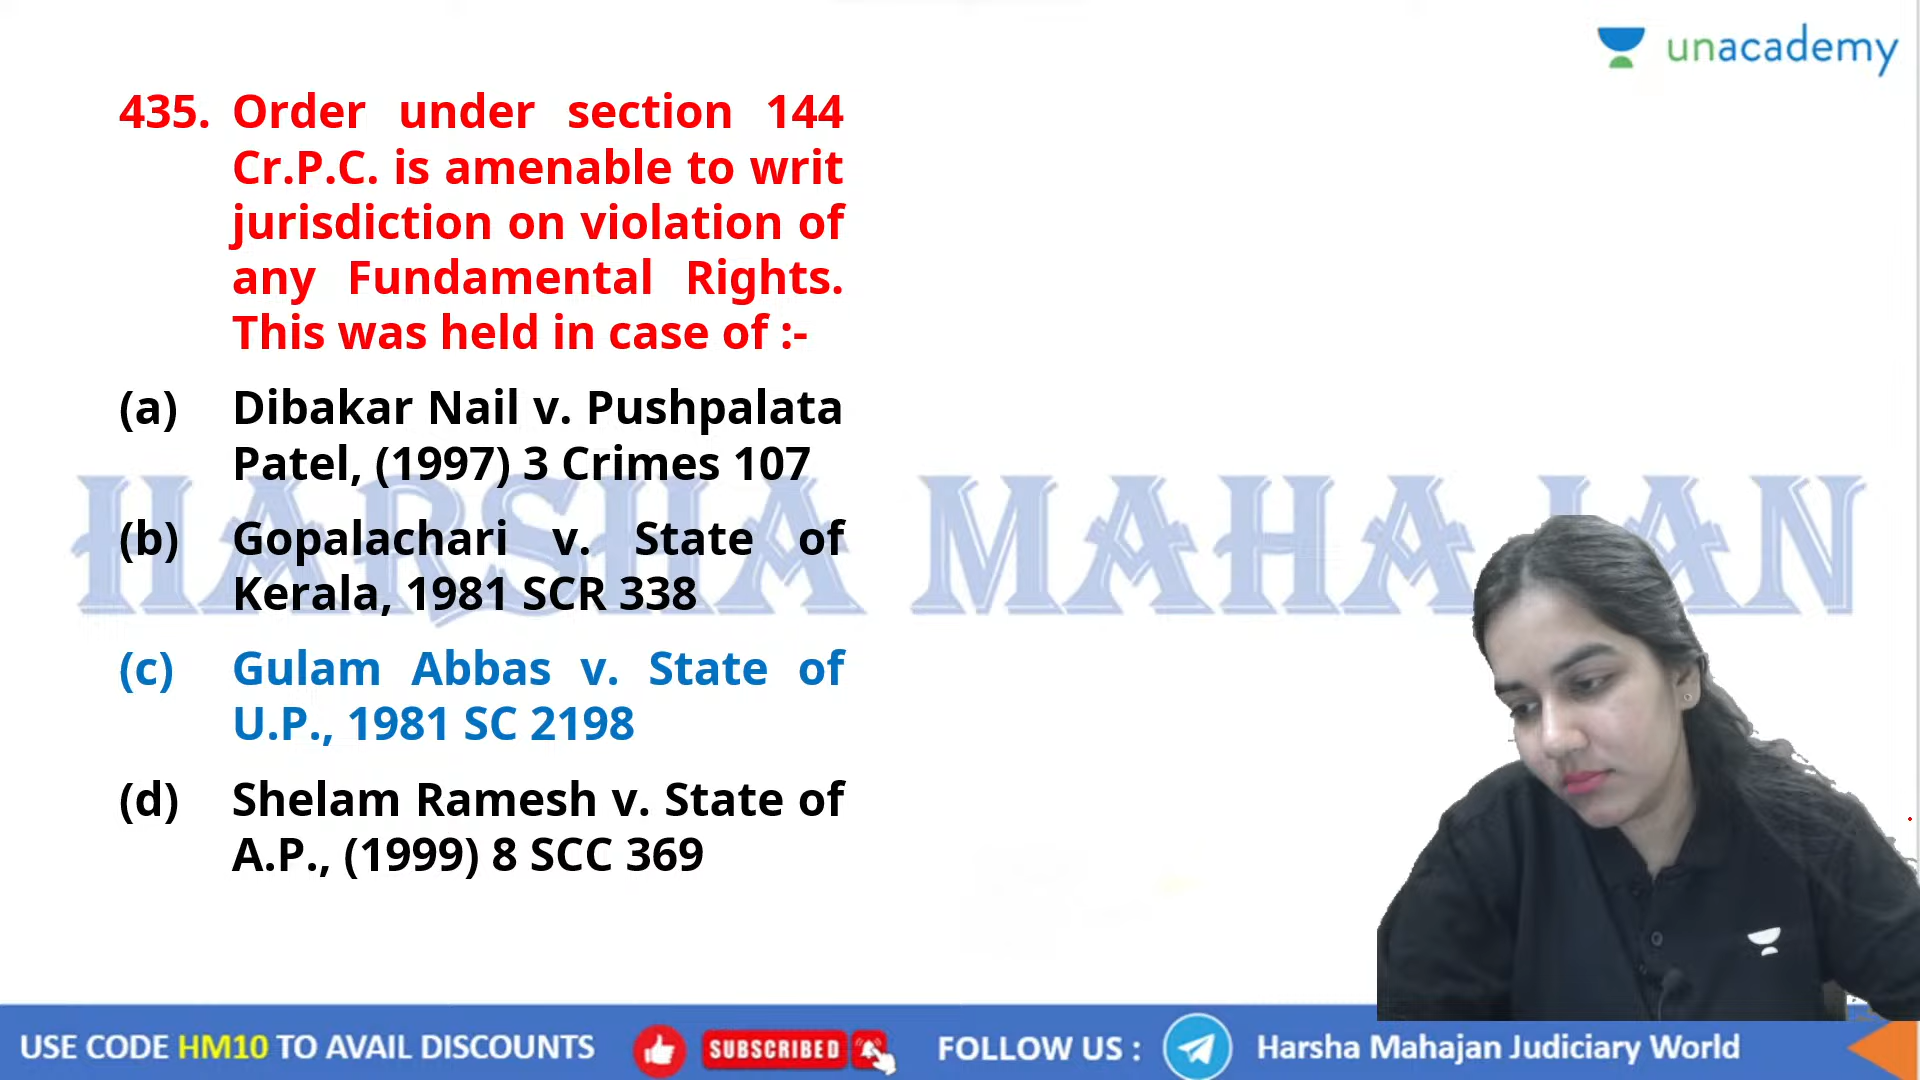 unacademy
435. Order under section 144
Cr.P.C. is amenable to writ
jurisdiction on violation of
any Fundamental Rights.
This was held in case of :-
(a) Dibakar Nail v. Pushpalata
Patel, (1997) 3 Crimes 107
HARSHA MAHAJAN
(b) Gopalachari v. State of
Kerala, 1981 SCR 338
(c) Gulam Abbas v. State of
U.P., 1981 SC 2198
(d) Shelam Ramesh v. State of
A.P., (1999) 8 SCC 369
USE CODE HM10 TO AVAIL DISCOUNTS SUBSCRIBED FOLLOW US : Harsha Mahajan Judiciary World